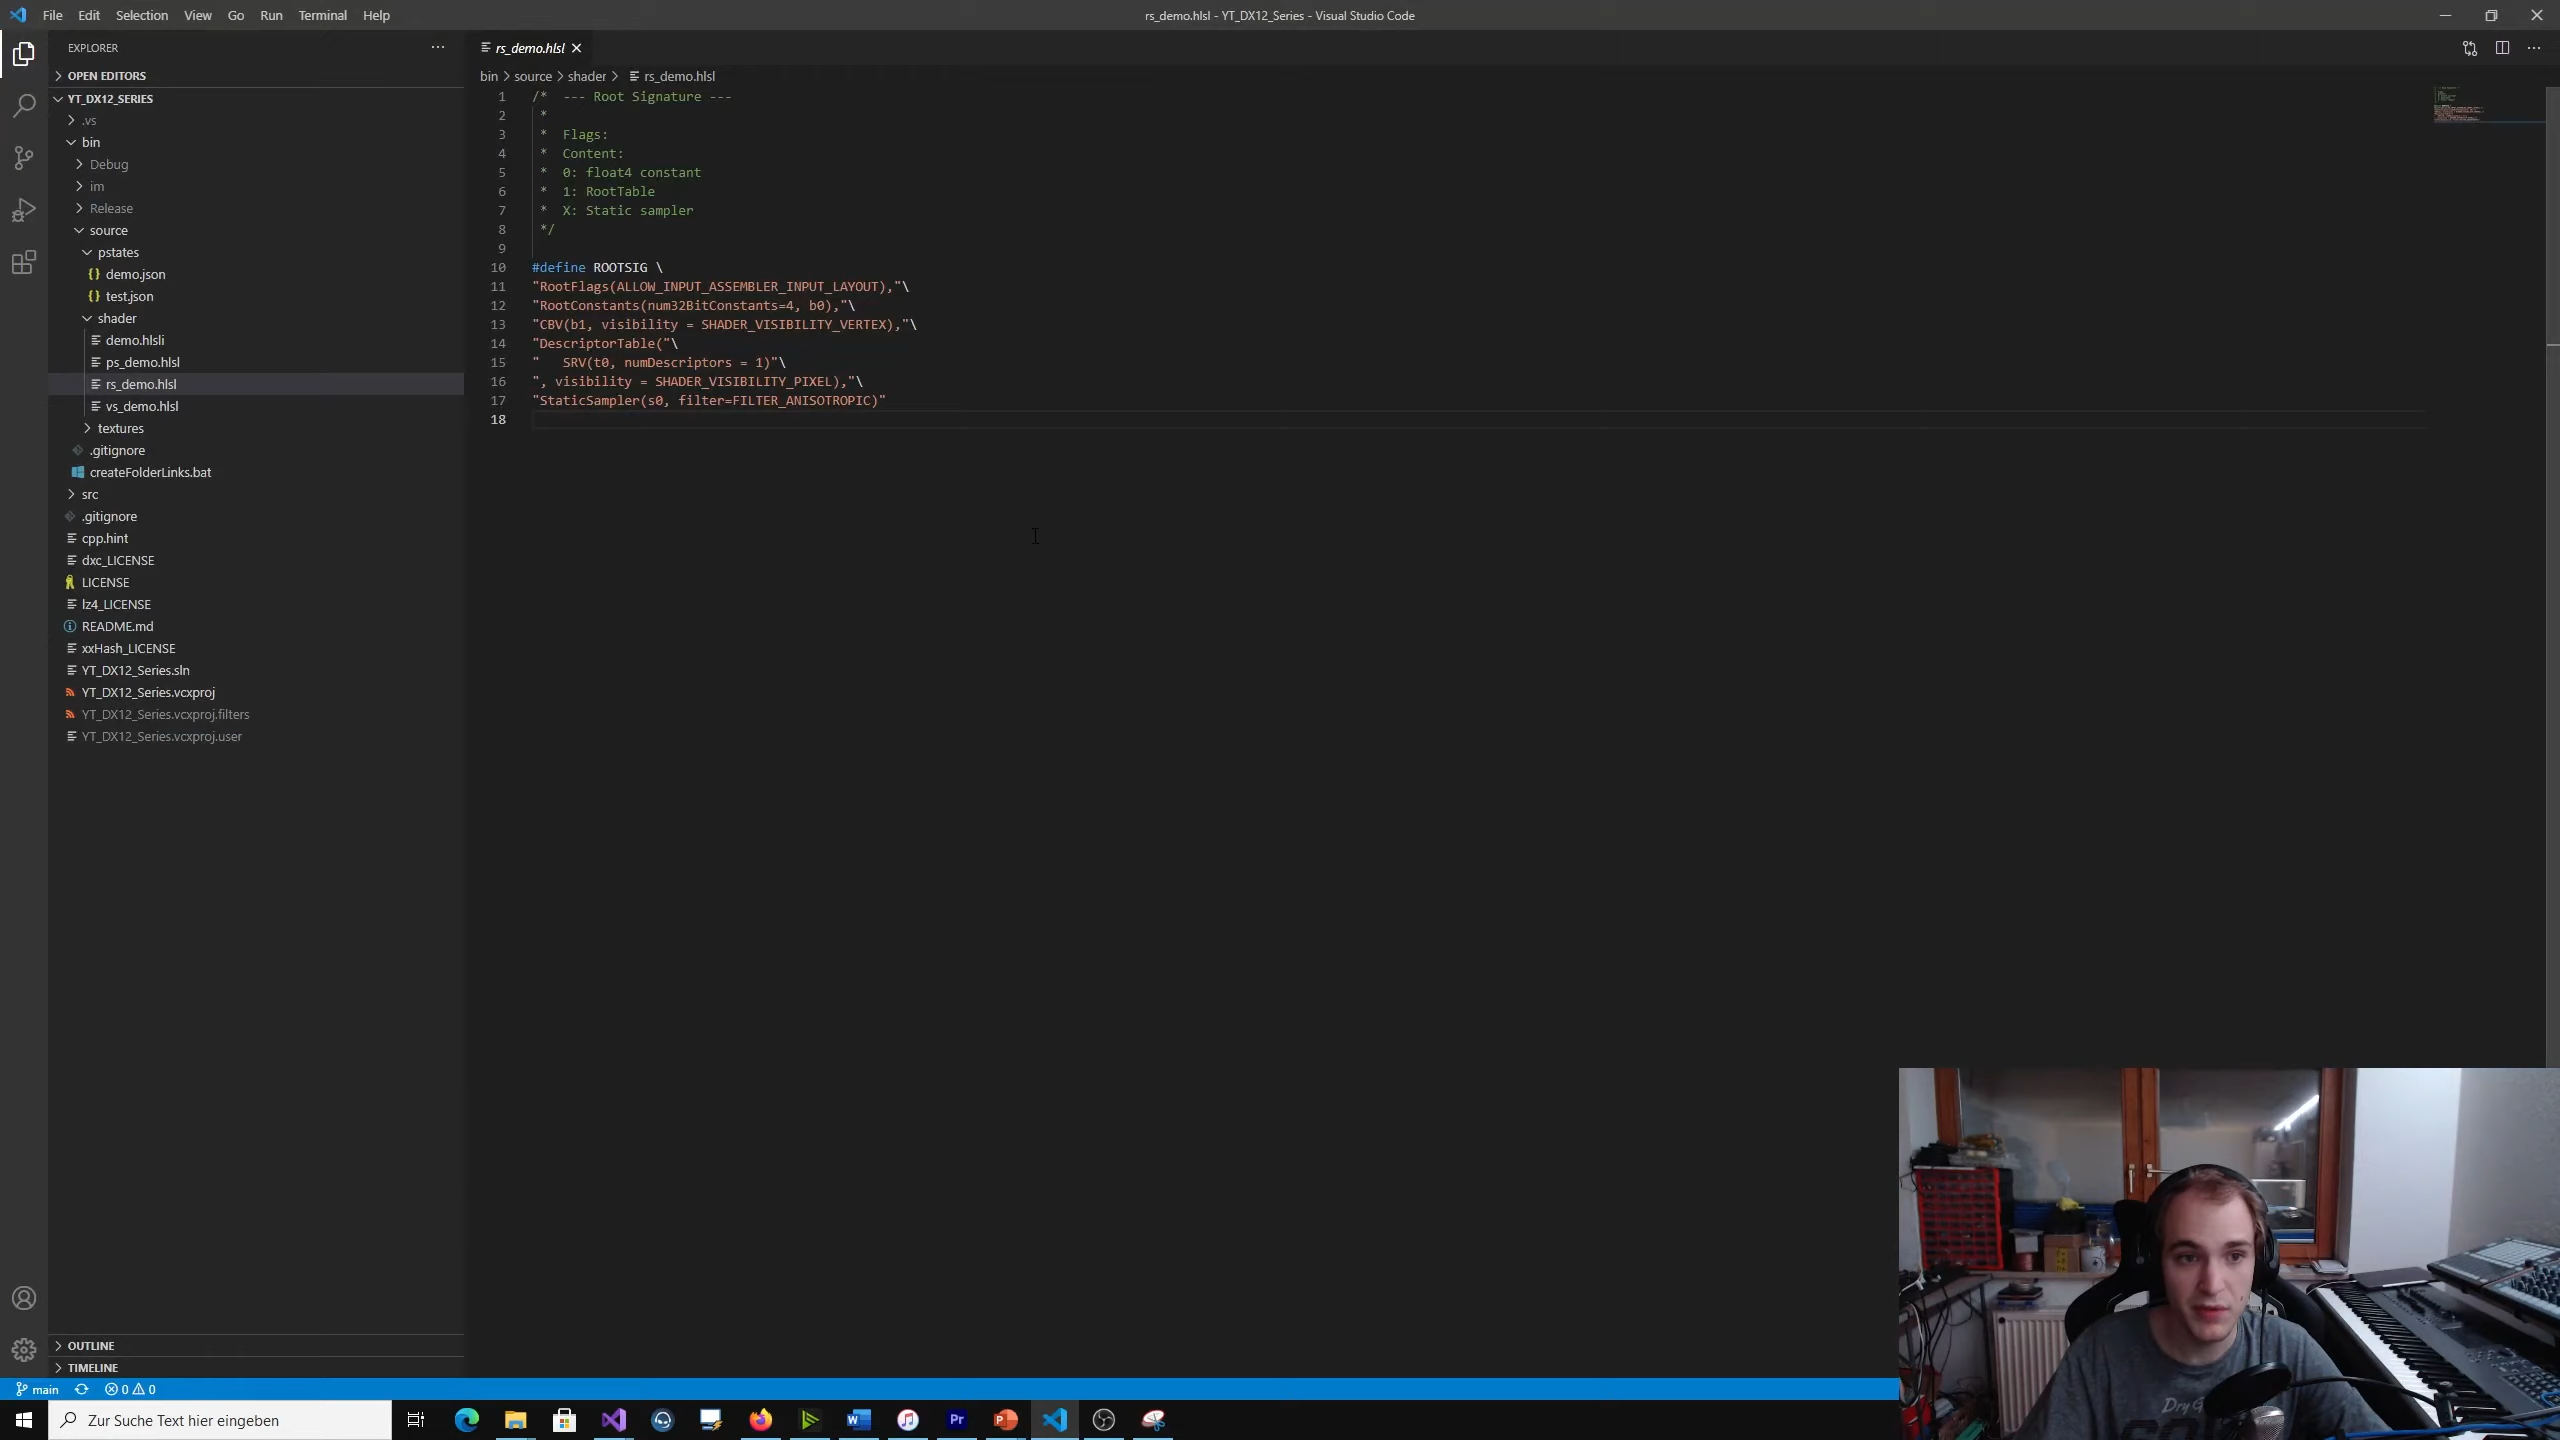 File Edit Selection View Go Run Terminal Help
rs_demo.hlsl - YT_DX12_Series - Visual Studio Code
EXPLORER
OPEN EDITORS
YT_DX12_SERIES
.vs
bin
Debug
im
Release
source
pstates
demo.json
test.json
shader
demo.hlsli
ps_demo.hlsl
rs_demo.hlsl
vs_demo.hlsl
textures
.gitignore
createFolderLinks.bat
src
.gitignore
cpp.hint
dxc_LICENSE
LICENSE
lz4_LICENSE
README.md
xxHash_LICENSE
YT_DX12_Series.sln
YT_DX12_Series.vcxproj
YT_DX12_Series.vcxproj.filters
YT_DX12_Series.vcxproj.user
OUTLINE
TIMELINE
rs_demo.hlsl
bin > source > shader > rs_demo.hlsl
1 /* --- Root Signature ---
2 *
3 * Flags:
4 * Content:
5 * 0: float4 constant
6 * 1: RootTable
7 * X: Static sampler
8 */
9
10 #define ROOTSIG \
11 "RootFlags(ALLOW_INPUT_ASSEMBLER_INPUT_LAYOUT),"\
12 "RootConstants(num32BitConstants=4, b0),"\
13 "CBV(b1, visibility = SHADER_VISIBILITY_VERTEX),"\
14 "DescriptorTable("\
15 "   SRV(t0, numDescriptors = 1)"\
16 ", visibility = SHADER_VISIBILITY_PIXEL),"\
17 "StaticSampler(s0, filter=FILTER_ANISOTROPIC)"
18
main 0 0
Zur Suche Text hier eingeben